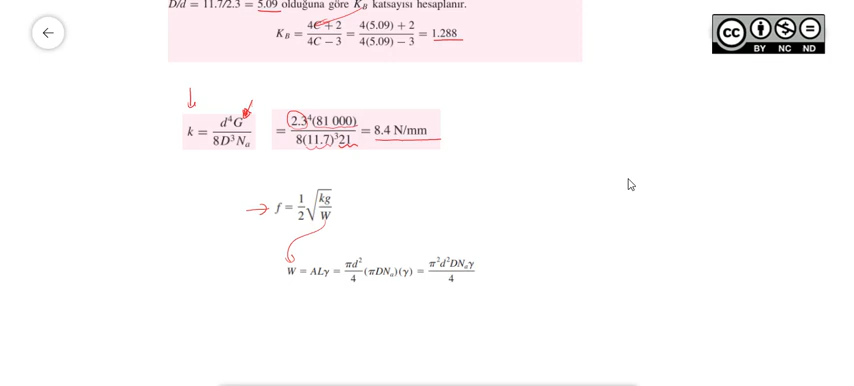 D/d = 11.7/2.3 = 5.09 olduğuna göre K_B katsayısı hesaplanır.
K_B = (4C + 2)/(4C − 3) = (4(5.09) + 2)/(4(5.09) − 3) = 1.288
k = d⁴G/(8D³N_a) = 2.3⁴(81 000)/(8(11.7)³21) = 8.4 N/mm
f = 1/2 √(kg/W)
W = ALγ = πd²/4 (πDN_a)(γ) = π²d²DN_aγ/4
cc
BY NC ND